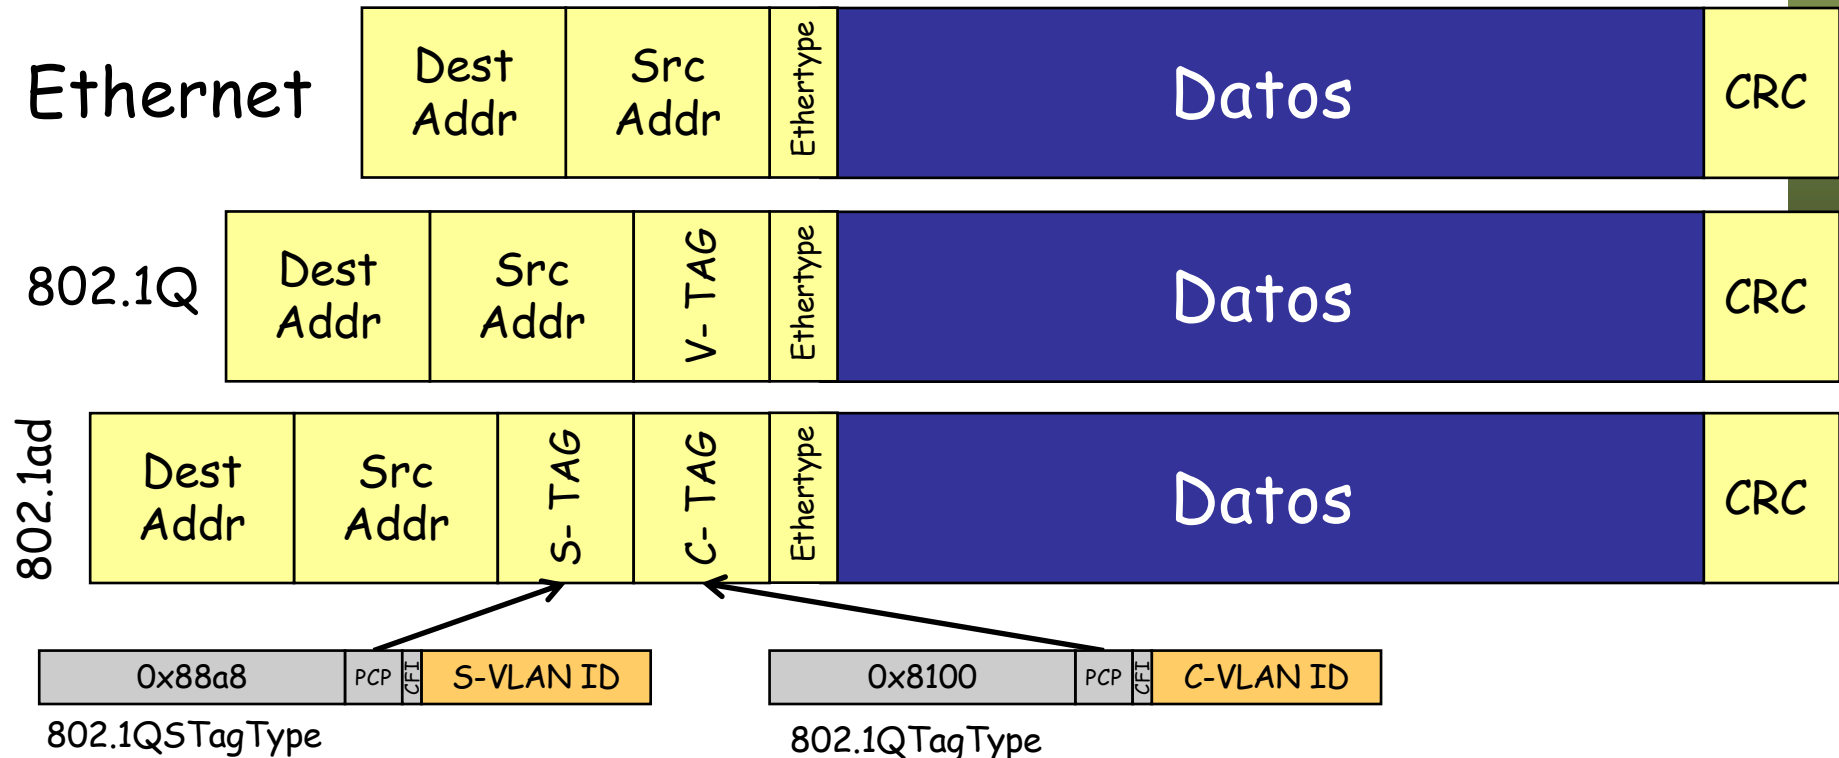 Ethernet
Dest
Addr
Src
Addr
Ethertype
Datos
CRC
802.1Q
Dest
Addr
Src
Addr
V- TAG
Ethertype
Datos
CRC
802.1ad
Dest
Addr
Src
Addr
S- TAG
C- TAG
Ethertype
Datos
CRC
0x88a8
PCP
CFI
S-VLAN ID
0x8100
PCP
CFI
C-VLAN ID
802.1QSTagType
802.1QTagType